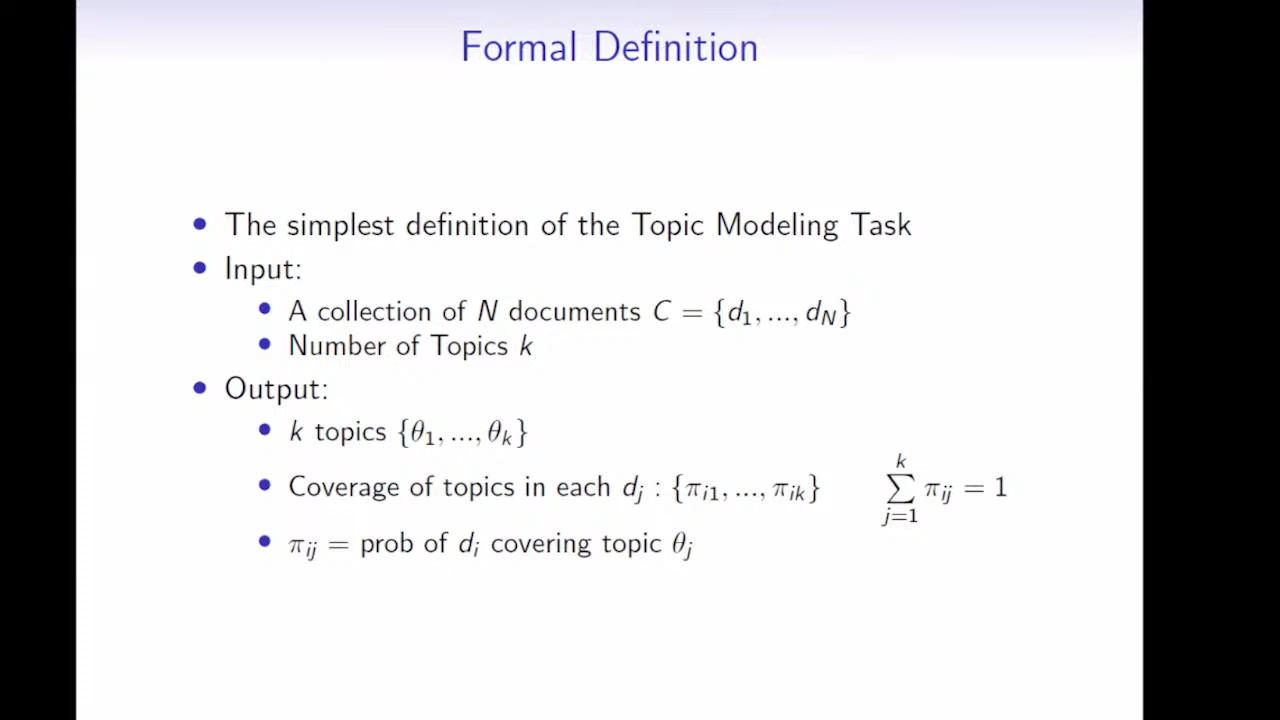 Formal Definition
• The simplest definition of the Topic Modeling Task
• Input:
• A collection of N documents C = {d₁, ..., d_N}
• Number of Topics k
• Output:
• k topics {θ₁, ..., θₖ}
• Coverage of topics in each dⱼ : {πᵢ₁, ..., πᵢₖ} \sum_{j=1}^{k} πᵢⱼ = 1
• πᵢⱼ = prob of dᵢ covering topic θⱼ